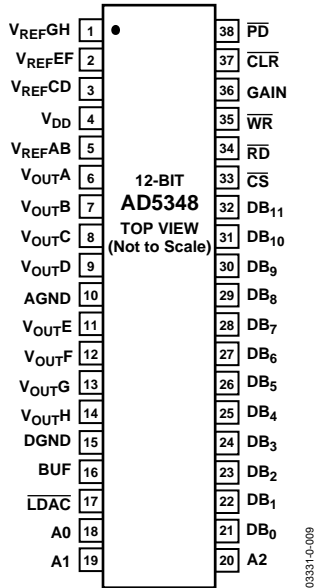 VREFGH 1
VREFEF 2
VREFCD 3
VDD 4
VREFAB 5
VOUTA 6
VOUTB 7
VOUTC 8
VOUTD 9
AGND 10
VOUTE 11
VOUTF 12
VOUTG 13
VOUTH 14
DGND 15
BUF 16
LDAC 17
A0 18
A1 19
12-BIT
AD5348
TOP VIEW
(Not to Scale)
38 PD
37 CLR
36 GAIN
35 WR
34 RD
33 CS
32 DB11
31 DB10
30 DB9
29 DB8
28 DB7
27 DB6
26 DB5
25 DB4
24 DB3
23 DB2
22 DB1
21 DB0
20 A2
03331-0-009